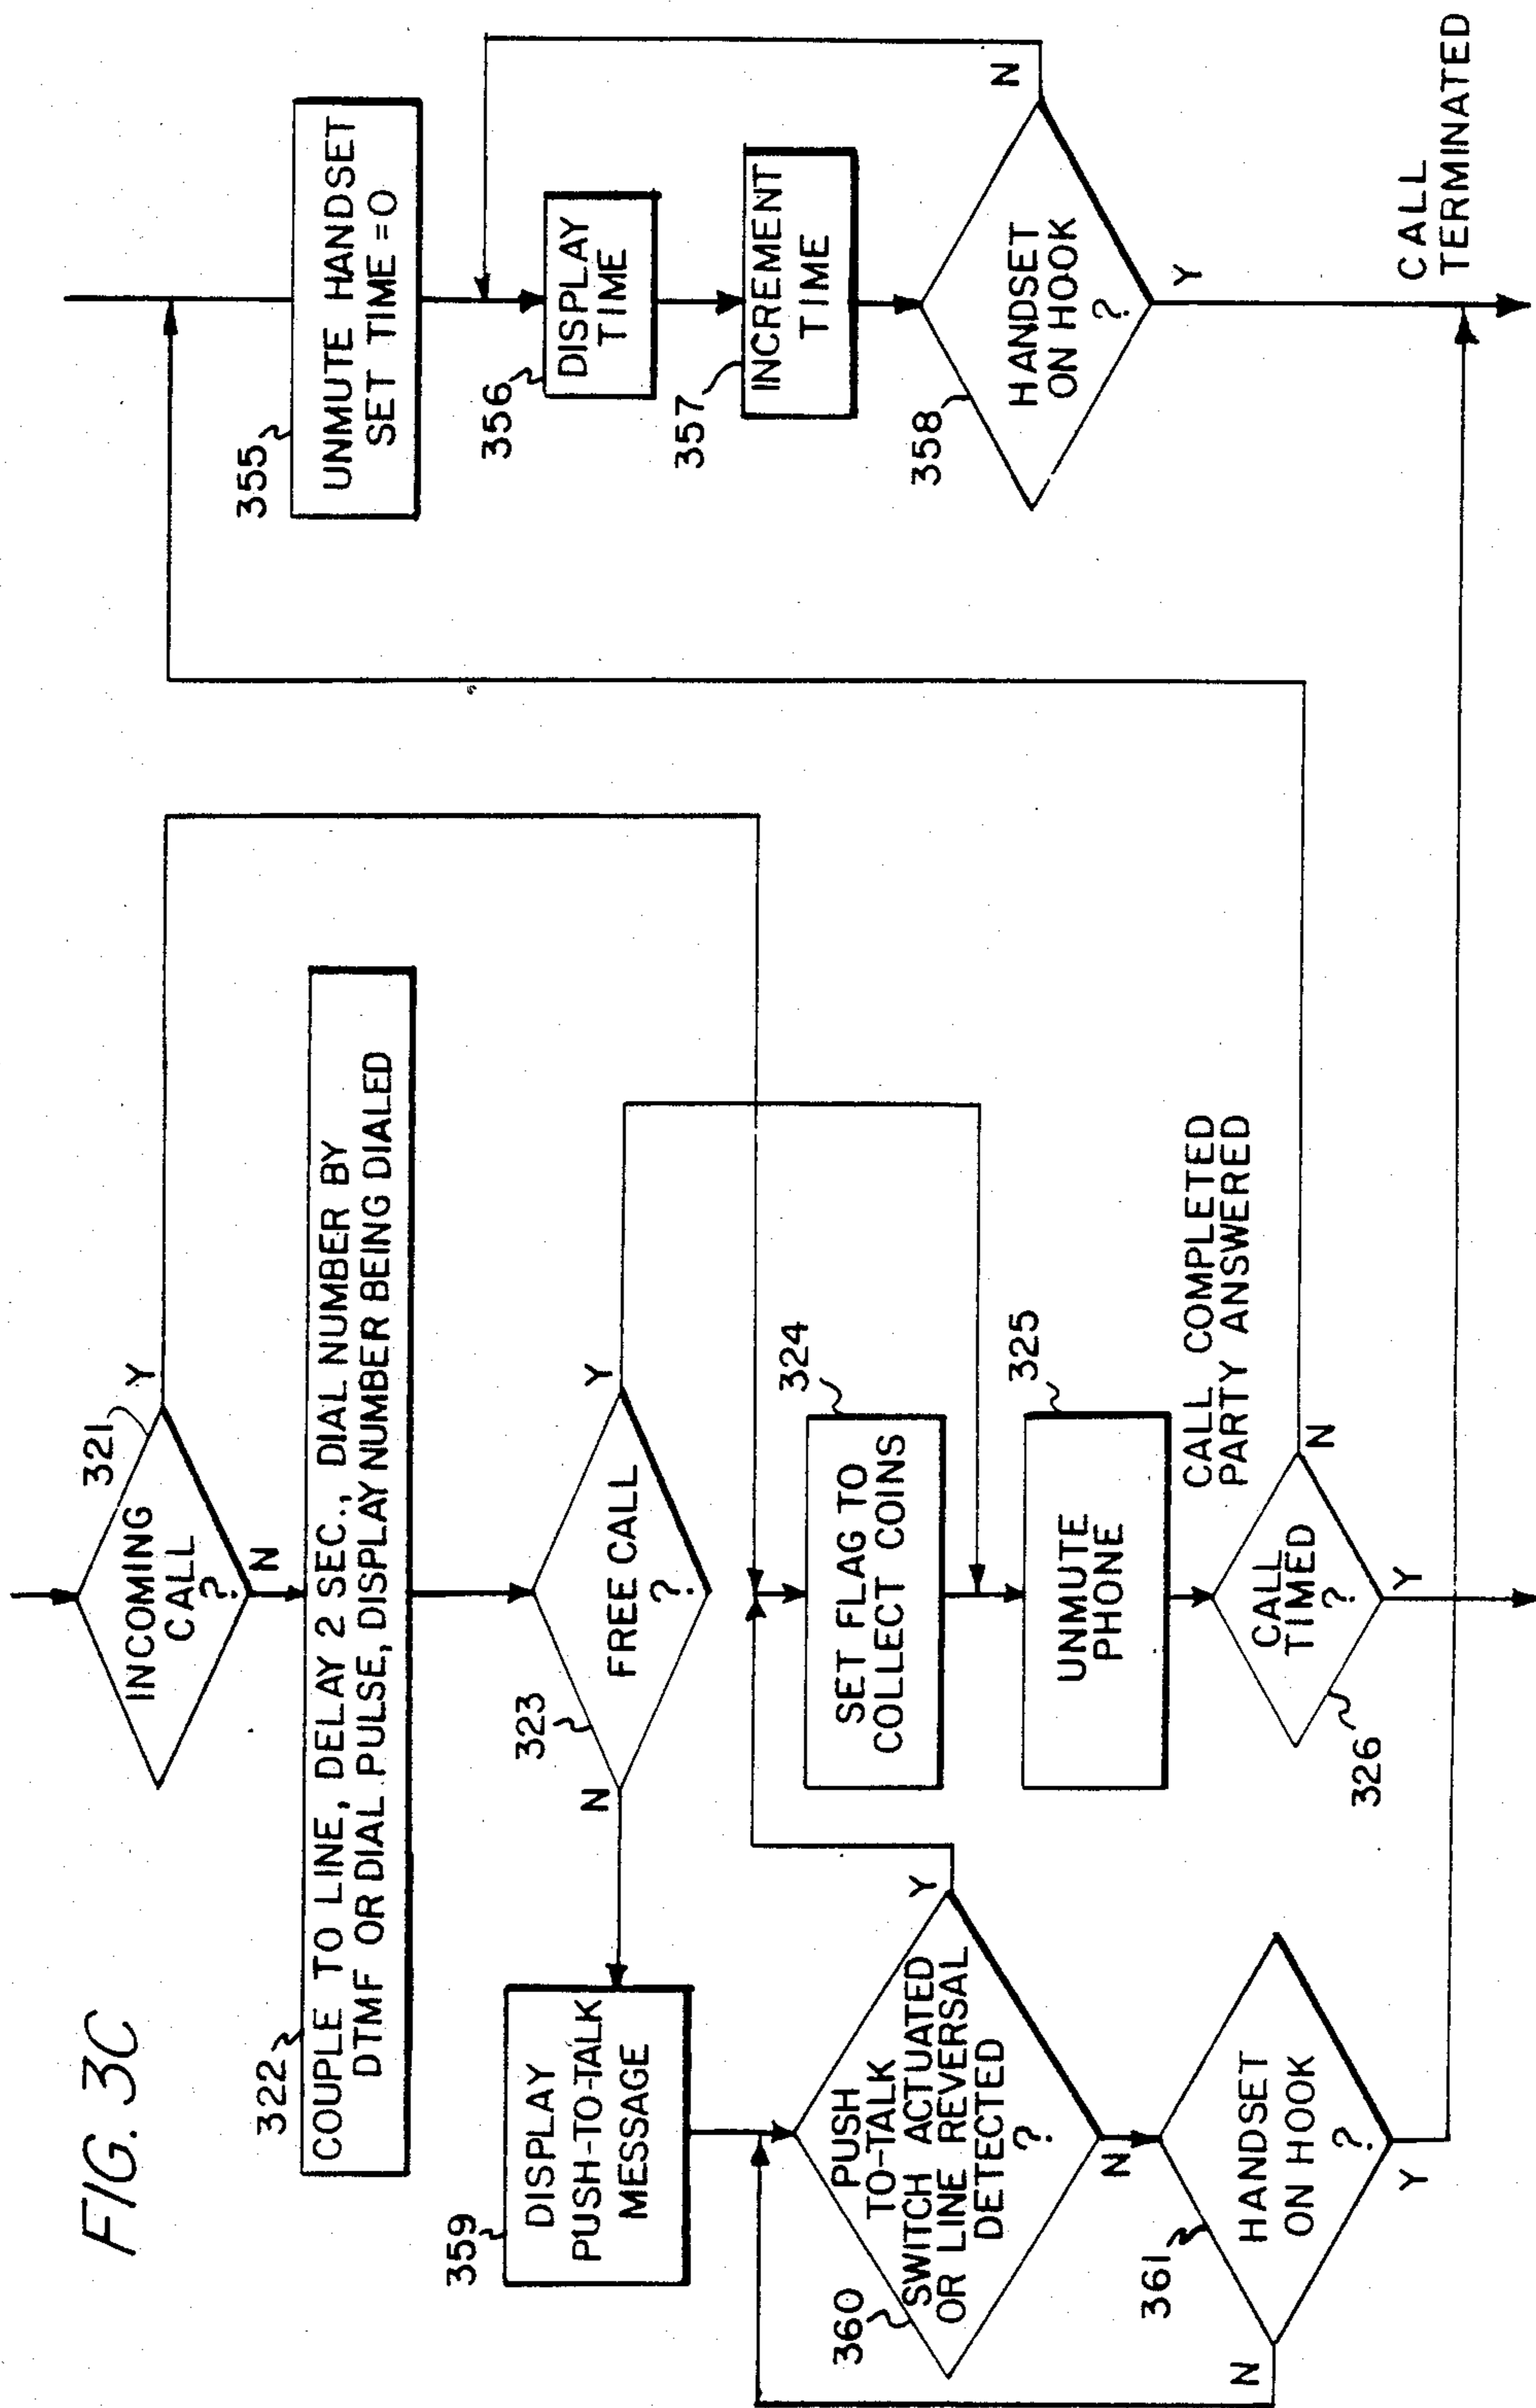 FIG. 3C
321
INCOMING
CALL
?
Y
N
322
COUPLE TO LINE, DELAY 2 SEC., DIAL NUMBER BY
DTMF OR DIAL PULSE, DISPLAY NUMBER BEING DIALED
323
FREE CALL
?
Y
N
359
DISPLAY
PUSH-TO-TALK
MESSAGE
360
PUSH
TO-TALK
SWITCH ACTUATED
OR LINE REVERSAL
DETECTED
?
Y
N
361
HANDSET
ON HOOK
?
N
Y
324
SET FLAG TO
COLLECT COINS
325
UNMUTE
PHONE
CALL COMPLETED
PARTY ANSWERED
326
CALL
TIMED
?
N
Y
355
UNMUTE HANDSET
SET TIME = 0
356
DISPLAY
TIME
357
INCREMENT
TIME
358
HANDSET
ON HOOK
?
N
Y
CALL
TERMINATED